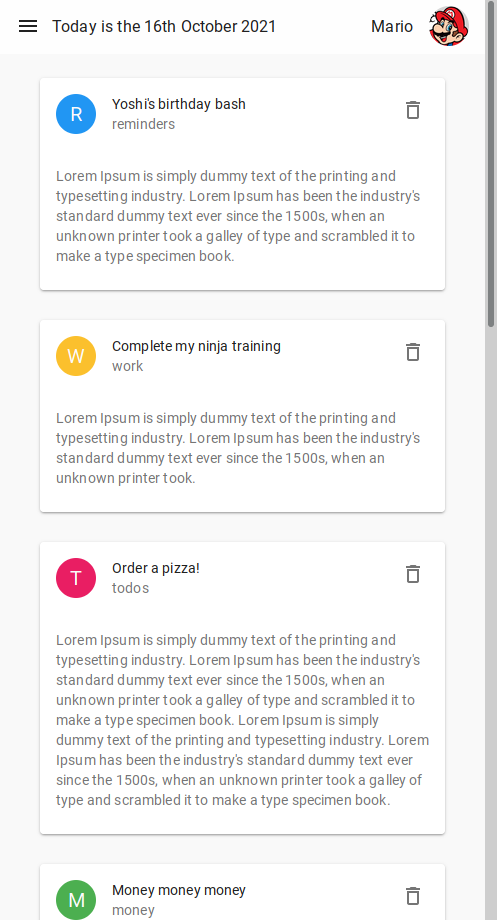 Today is the 16th October 2021 Mario
R Yoshi's birthday bash
reminders
Lorem Ipsum is simply dummy text of the printing and
typesetting industry. Lorem Ipsum has been the industry's
standard dummy text ever since the 1500s, when an
unknown printer took a galley of type and scrambled it to
make a type specimen book.
W Complete my ninja training
work
Lorem Ipsum is simply dummy text of the printing and
typesetting industry. Lorem Ipsum has been the industry's
standard dummy text ever since the 1500s, when an
unknown printer took.
T Order a pizza!
todos
Lorem Ipsum is simply dummy text of the printing and
typesetting industry. Lorem Ipsum has been the industry's
standard dummy text ever since the 1500s, when an
unknown printer took a galley of type and scrambled it to
make a type specimen book. Lorem Ipsum is simply
dummy text of the printing and typesetting industry. Lorem
Ipsum has been the industry's standard dummy text ever
since the 1500s, when an unknown printer took a galley of
type and scrambled it to make a type specimen book.
M Money money money
money